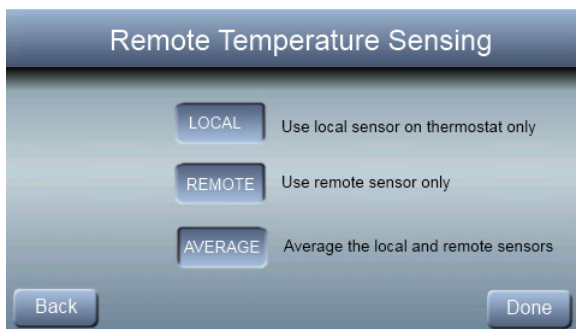 Remote Temperature Sensing
LOCAL Use local sensor on thermostat only
REMOTE Use remote sensor only
AVERAGE Average the local and remote sensors
Back Done